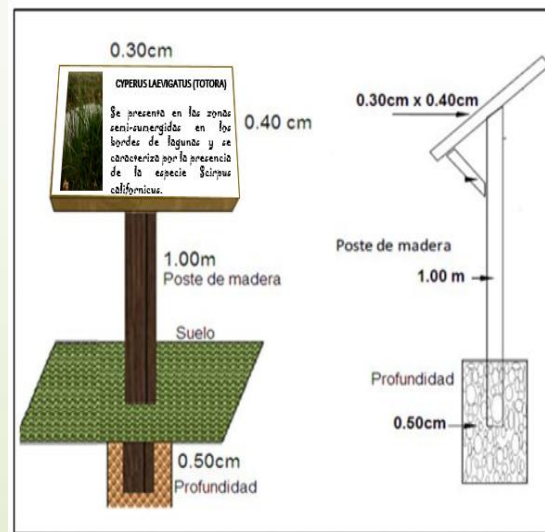 0.30cm
CYPERUS LAEVIGATUS (TOTORA)
Se presenta en las zonas
semi-sumergidas en los
bordes de lagunas y se
caracteriza por la presencia
de la especie Scirpus
californicus.
0.40 cm
1.00m
Poste de madera
Suelo
0.50cm
Profundidad
0.30cm x 0.40cm
Poste de madera
1.00 m
Profundidad
0.50cm